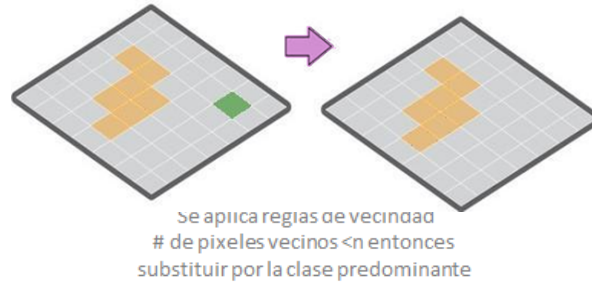 Se aplica reglas de vecindad
# de pixeles vecinos <n entonces
substituir por la clase predominante